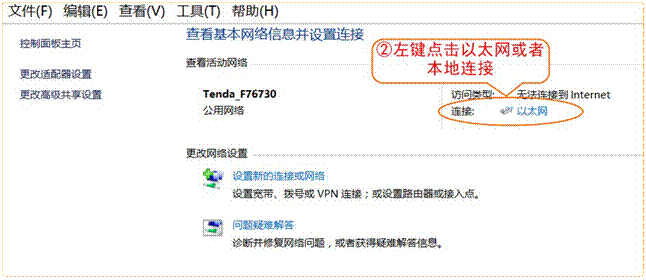 文件(F) 编辑(E) 查看(V) 工具(T) 帮助(H)
控制面板主页
更改适配器设置
更改高级共享设置
查看基本网络信息并设置连接
②左键点击以太网或者
本地连接
查看活动网络
Tenda_F76730
公用网络
访问类型: 无法连接到 Internet
连接: 以太网
更改网络设置
设置新的连接或网络
设置宽带、拨号或 VPN 连接；或设置路由器或接入点。
问题疑难解答
诊断并修复网络问题，或者获得疑难解答信息。